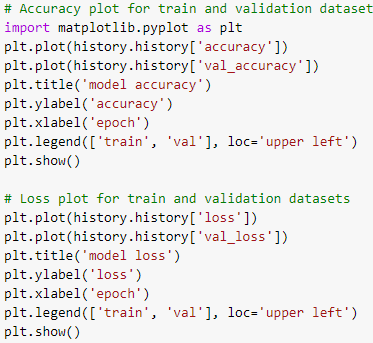 # Accuracy plot for train and validation dataset
import matplotlib.pyplot as plt
plt.plot(history.history['accuracy'])
plt.plot(history.history['val_accuracy'])
plt.title('model accuracy')
plt.ylabel('accuracy')
plt.xlabel('epoch')
plt.legend(['train', 'val'], loc='upper left')
plt.show()

# Loss plot for train and validation datasets
plt.plot(history.history['loss'])
plt.plot(history.history['val_loss'])
plt.title('model loss')
plt.ylabel('loss')
plt.xlabel('epoch')
plt.legend(['train', 'val'], loc='upper left')
plt.show()